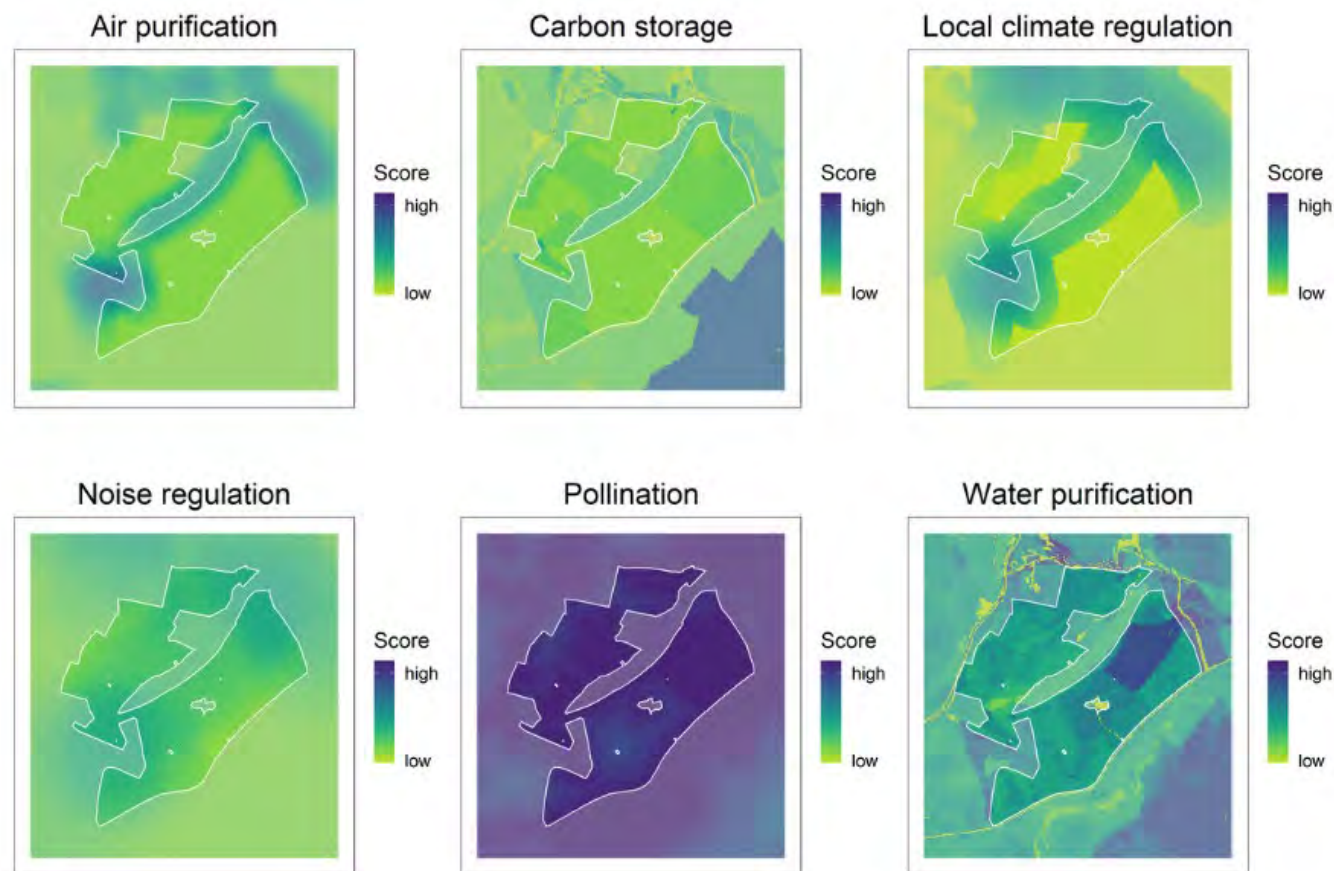 Air purification
Score
high
low
Carbon storage
Score
high
low
Local climate regulation
Score
high
low
Noise regulation
Score
high
low
Pollination
Score
high
low
Water purification
Score
high
low